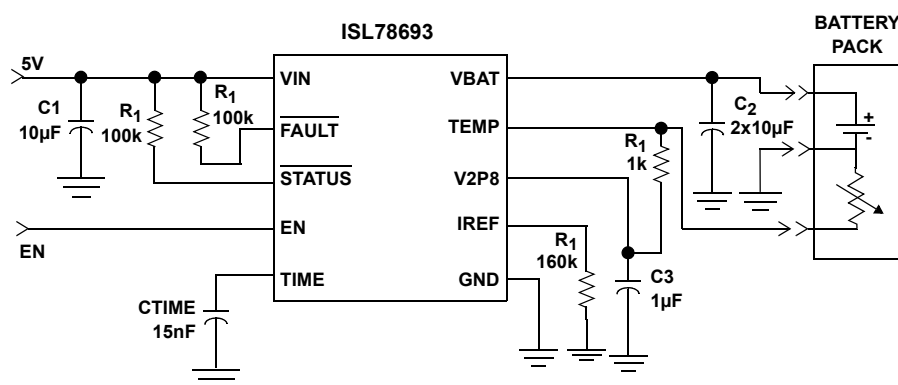 ISL78693
BATTERY
PACK
5V
C1
10µF
R1
100k
R1
100k
VIN
FAULT
STATUS
EN
TIME
VBAT
TEMP
V2P8
IREF
GND
EN
CTIME
15nF
R1
1k
R1
160k
C3
1µF
C2
2x10µF
+
-